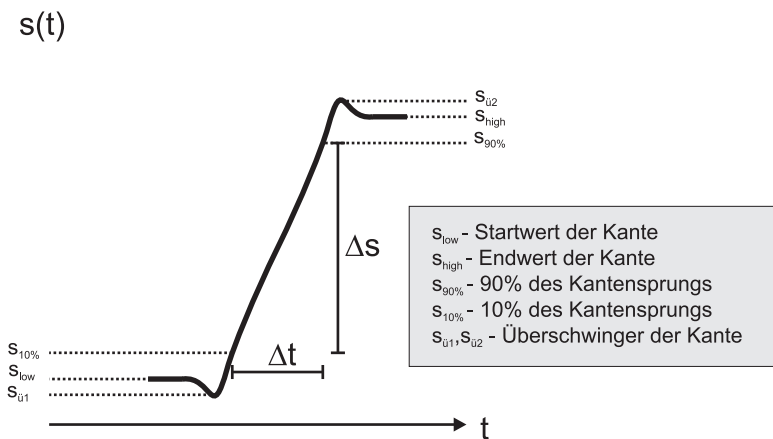 s(t)
sü2
shigh
s90%
Δs
slow - Startwert der Kante
shigh - Endwert der Kante
s90% - 90% des Kantensprungs
s10% - 10% des Kantensprungs
sü1,sü2 - Überschwinger der Kante
s10%
Δt
slow
sü1
t